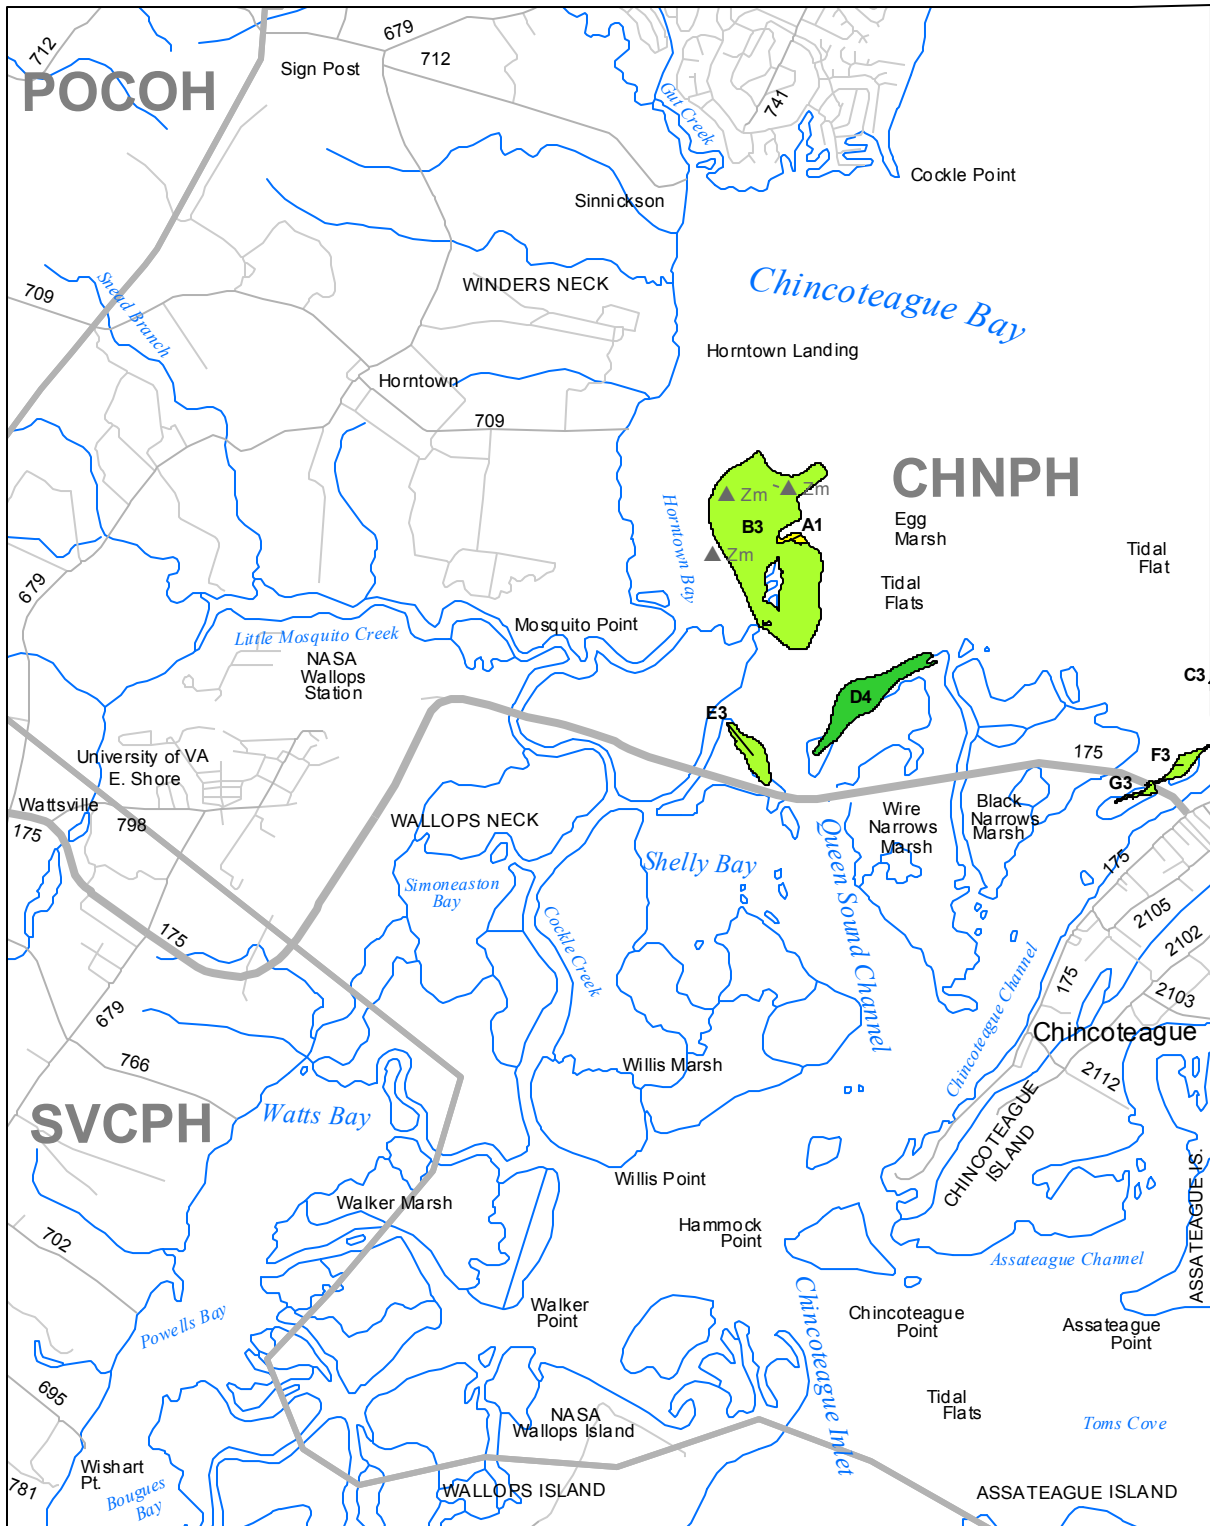 679
712
712
Sign Post
POCOH
741
Gut Creek
Cockle Point
Sinnickson
Chincoteague Bay
WINDERS NECK
709
Snead Branch
Horntown Landing
Horntown
709
CHNPH
Zm
Zm
B3
A1
Egg
Marsh
Horntown Bay
Zm
Tidal
Flat
679
Tidal
Flats
Little Mosquito Creek
Mosquito Point
NASA
Wallops
Station
C3
D4
E3
University of VA
E. Shore
175
F3
G3
Wattsville
175
798
WALLOPS NECK
Wire
Narrows
Marsh
Black
Narrows
Marsh
Shelly Bay
Queen Sound Channel
175
Simoneaston
Bay
Cockle Creek
2105
175
2102
Chincoteague Channel
175
2103
679
Chincoteague
766
Willis Marsh
2112
Watts Bay
SVCPH
CHINCOTEAGUE
ISLAND
Willis Point
Walker Marsh
ASSATEAGUE IS.
Hammock
Point
702
Assateague Channel
Chincoteague Inlet
Powells Bay
Walker
Point
Chincoteague
Point
Assateague
Point
695
Tidal
Flats
NASA
Wallops Island
Toms Cove
Wishart
Pt.
781
Bougues
Bay
WALLOPS ISLAND
ASSATEAGUE ISLAND